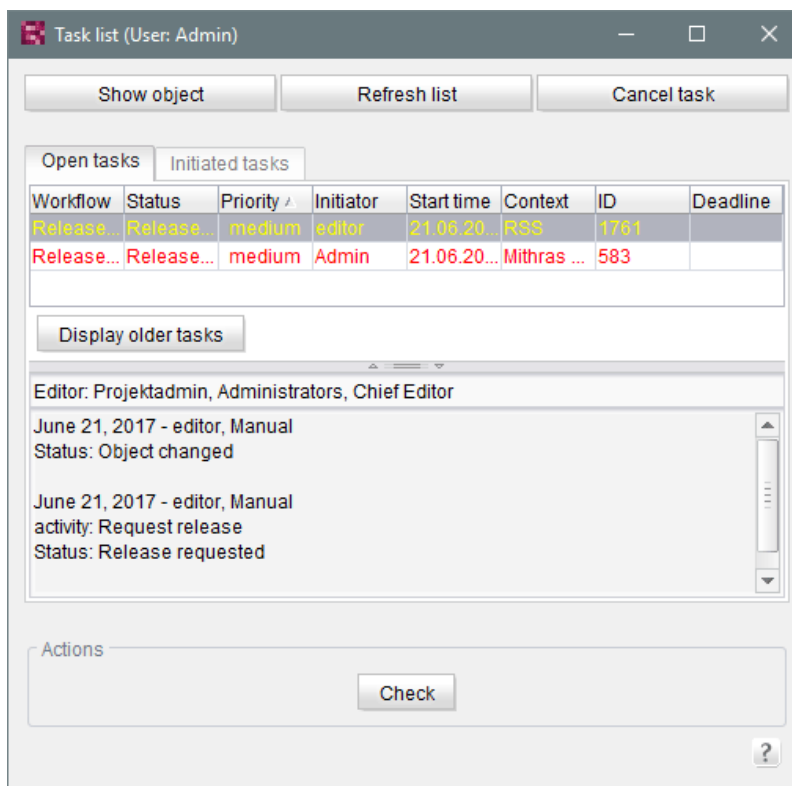 Task list (User: Admin)
Show object Refresh list Cancel task
Open tasks Initiated tasks
Workflow Status Priority Initiator Start time Context ID Deadline
Release... Release... medium editor 21.06.20... RSS 1761
Release... Release... medium Admin 21.06.20... Mithras ... 583
Display older tasks
Editor: Projektadmin, Administrators, Chief Editor
June 21, 2017 - editor, Manual
Status: Object changed
June 21, 2017 - editor, Manual
activity: Request release
Status: Release requested
Actions
Check
?